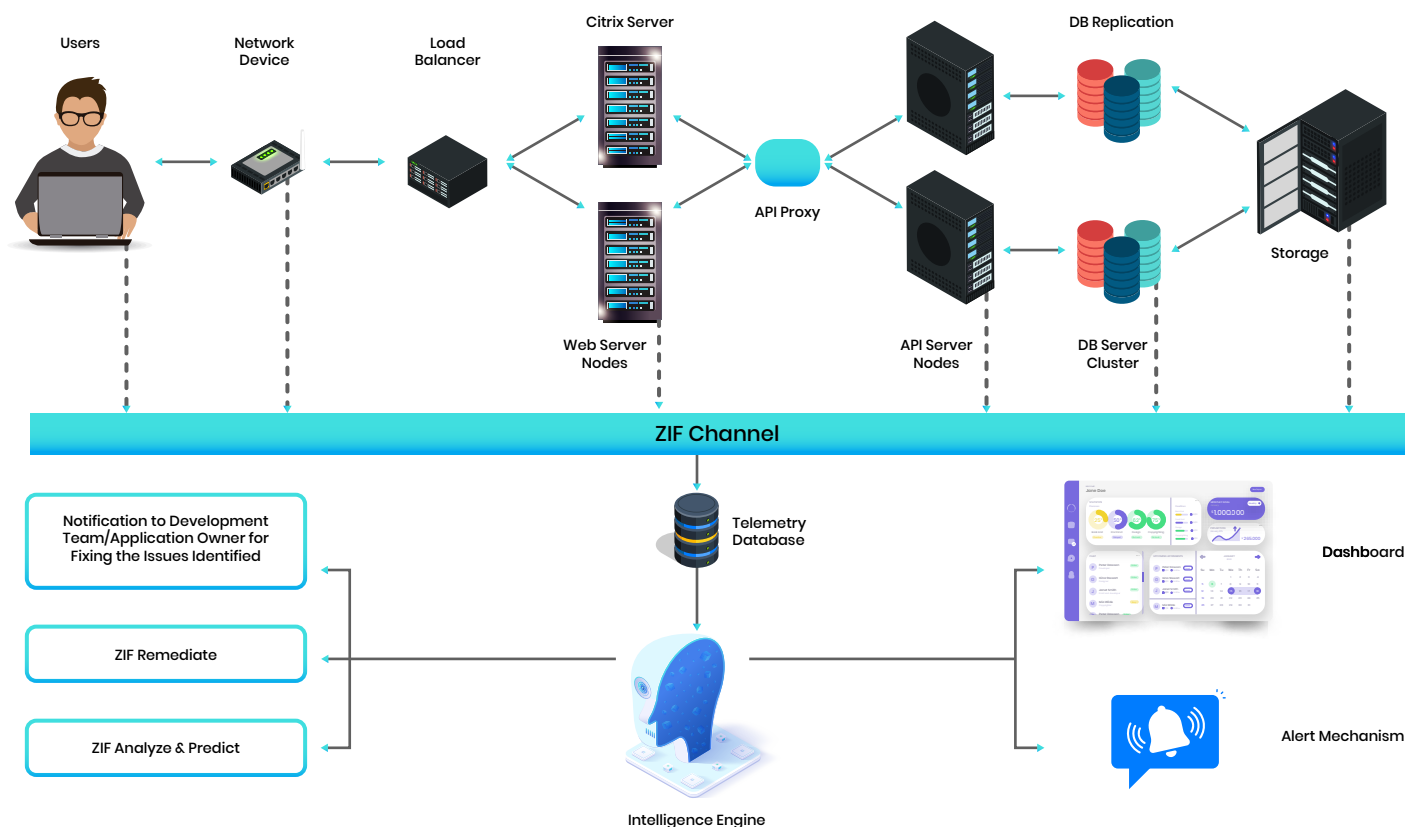 Users
Network
Device
Load
Balancer
Citrix Server
DB Replication
API Proxy
Storage
Web Server
Nodes
API Server
Nodes
DB Server
Cluster
ZIF Channel
Notification to Development
Team/Application Owner for
Fixing the Issues Identified
ZIF Remediate
ZIF Analyze & Predict
Telemetry
Database
Intelligence Engine
Dashboard
Alert Mechanism